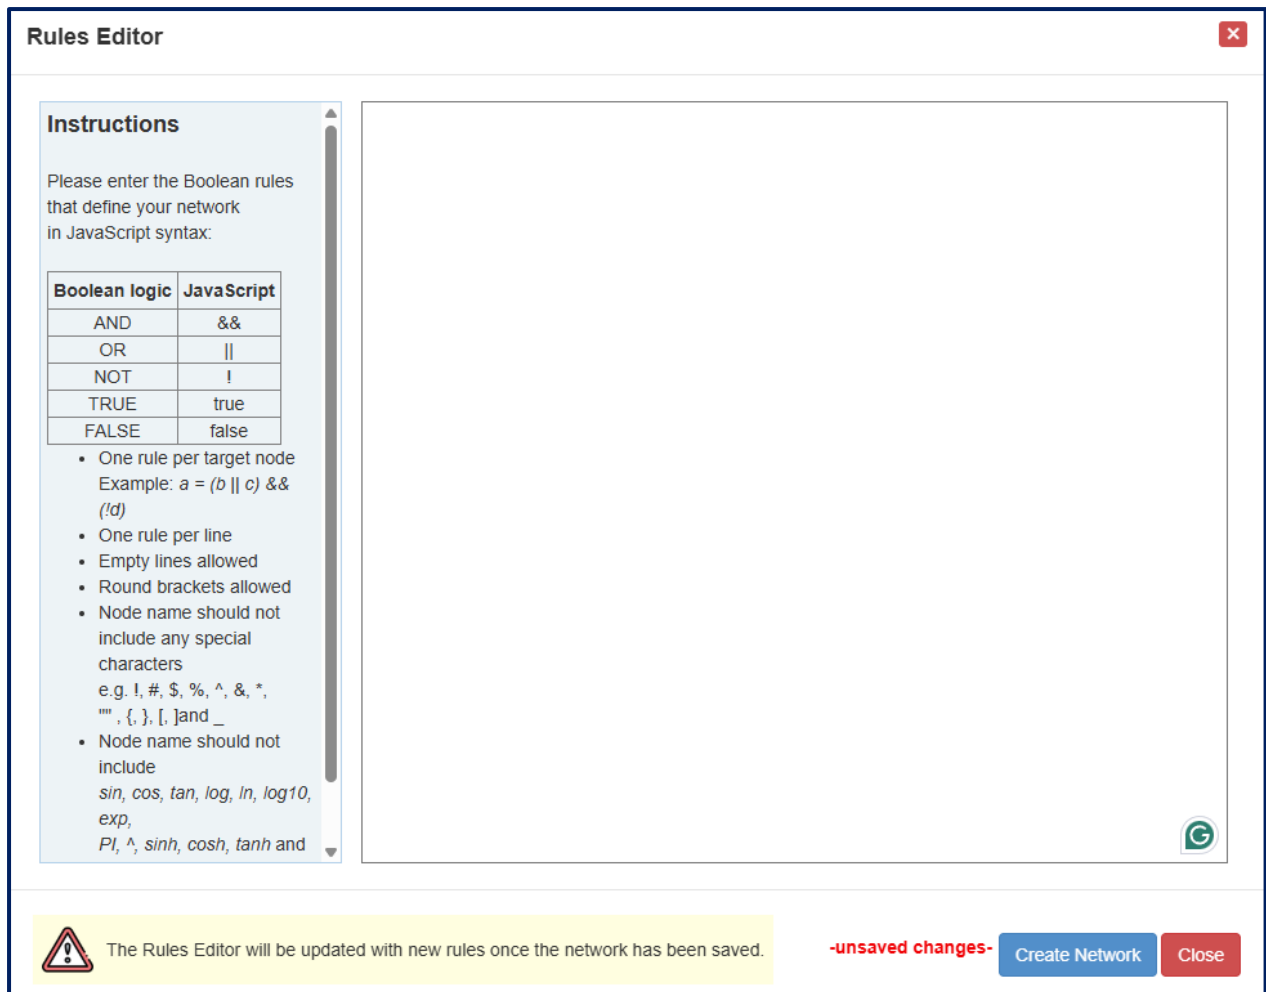 Rules Editor
Instructions
Please enter the Boolean rules
that define your network
in JavaScript syntax:
Boolean logic JavaScript
AND &&
OR ||
NOT !
TRUE true
FALSE false
• One rule per target node
Example: a = (b || c) &&
(!d)
• One rule per line
• Empty lines allowed
• Round brackets allowed
• Node name should not
include any special
characters
e.g. !, #, $, %, ^, &, *,
"" , {, }, [, ]and _
• Node name should not
include
sin, cos, tan, log, ln, log10,
exp,
PI, ^, sinh, cosh, tanh and
The Rules Editor will be updated with new rules once the network has been saved.
-unsaved changes-
Create Network
Close